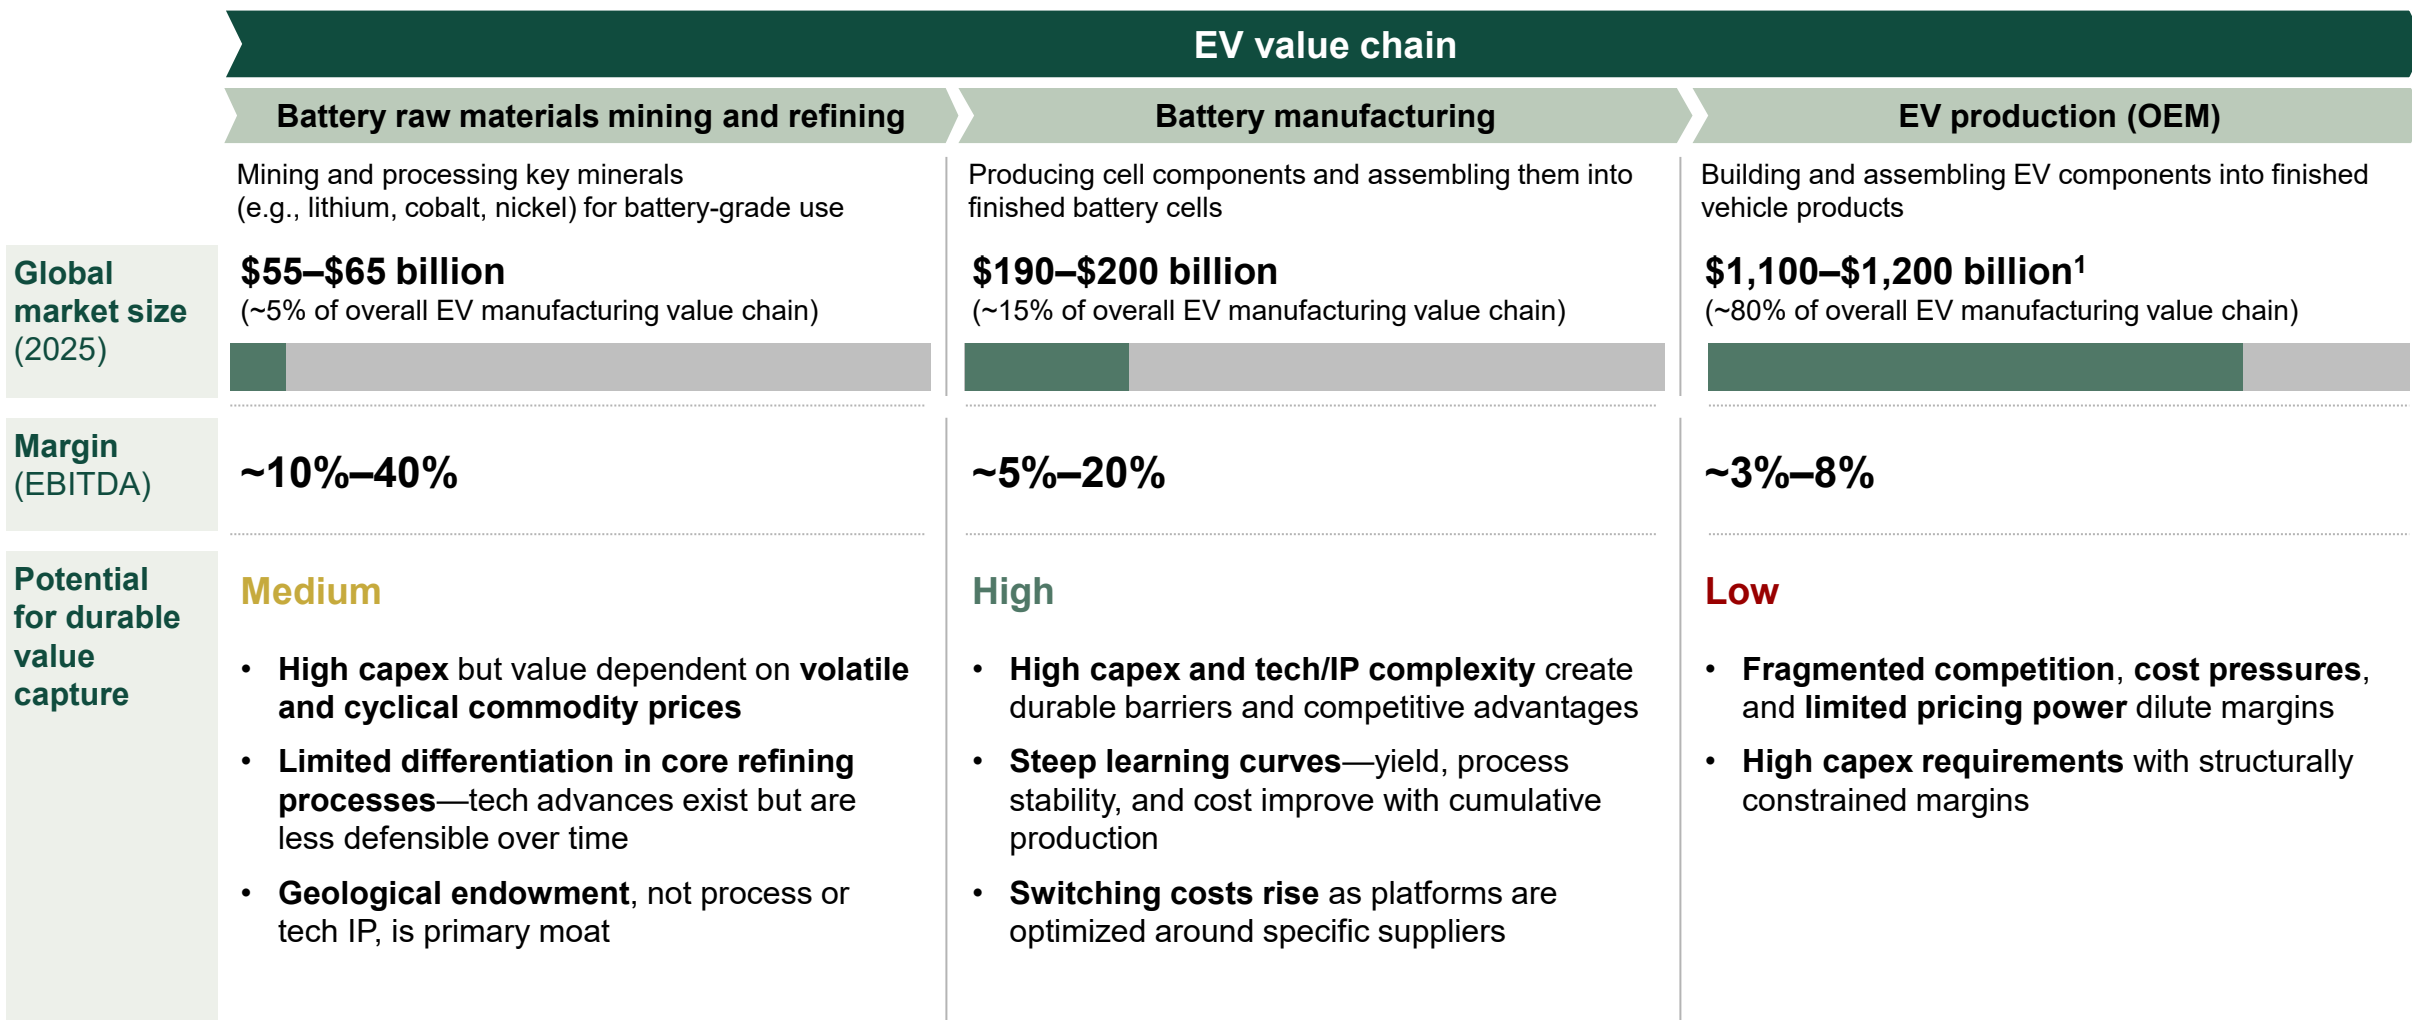 EV value chain
Battery raw materials mining and refining
Battery manufacturing
EV production (OEM)
Mining and processing key minerals
(e.g., lithium, cobalt, nickel) for battery-grade use
Producing cell components and assembling them into
finished battery cells
Building and assembling EV components into finished
vehicle products
Global
market size
(2025)
$55–$65 billion
(~5% of overall EV manufacturing value chain)
$190–$200 billion
(~15% of overall EV manufacturing value chain)
$1,100–$1,200 billion¹
(~80% of overall EV manufacturing value chain)
Margin
(EBITDA)
~10%–40%
~5%–20%
~3%–8%
Potential
for durable
value
capture
Medium
• High capex but value dependent on volatile
and cyclical commodity prices
• Limited differentiation in core refining
processes—tech advances exist but are
less defensible over time
• Geological endowment, not process or
tech IP, is primary moat
High
• High capex and tech/IP complexity create
durable barriers and competitive advantages
• Steep learning curves—yield, process
stability, and cost improve with cumulative
production
• Switching costs rise as platforms are
optimized around specific suppliers
Low
• Fragmented competition, cost pressures,
and limited pricing power dilute margins
• High capex requirements with structurally
constrained margins